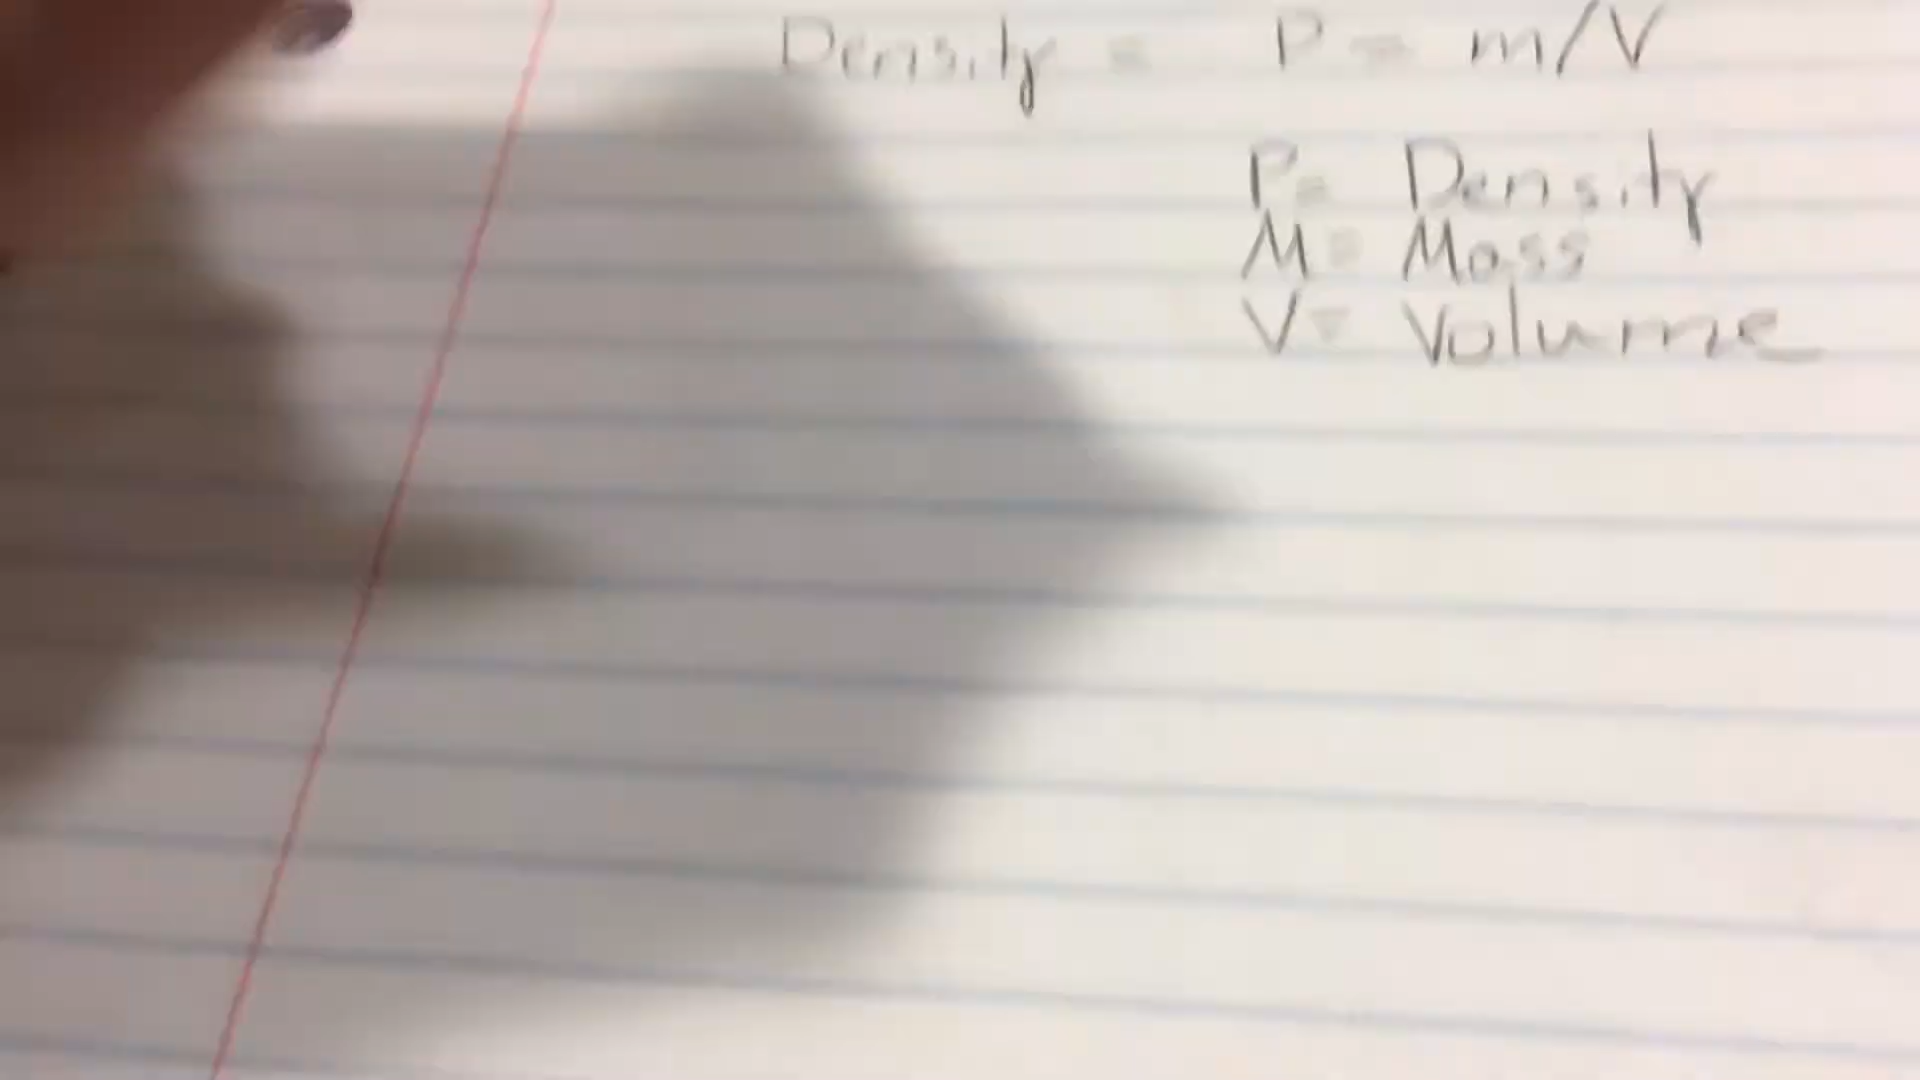 Density = P = m/V
P= Density
M= Mass
V= Volume